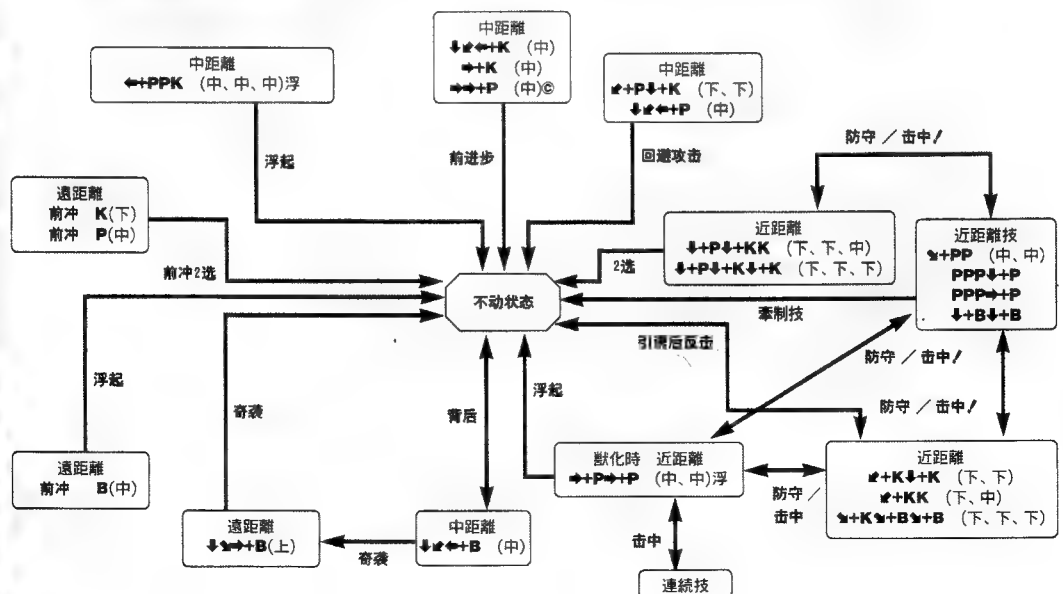 中距離
←+PPK (中、中、中)浮
中距離
↓↙←+K (中)
➡+K (中)
➡➡+P (中)©
中距離
↙+P↓+K (下、下)
↓↙←+P (中)
防守／击中！
浮起
前进步
回避攻击
遠距離
前冲 K(下)
前冲 P(中)
近距離
↓+P↓+KK (下、下、中)
↓+P↓+K↓+K (下、下、下)
近距離技
↘+PP (中、中)
PPP↓+P
PPP➡+P
↓+B↓+B
前冲2选
2选
不动状态
牵制技
引诱后反击
防守／击中！
浮起
奇袭
背后
浮起
防守／击中！
遠距離
前冲 B(中)
獣化時 近距離
➡+P➡+P (中、中)浮
近距離
↙+K↓+K (下、下)
↙+KK (下、中)
↘+K↘+B↘+B (下、下、下)
防守／
击中
遠距離
↓↘➡+B(上)
奇袭
中距離
↓↙←+B (中)
击中
連続技